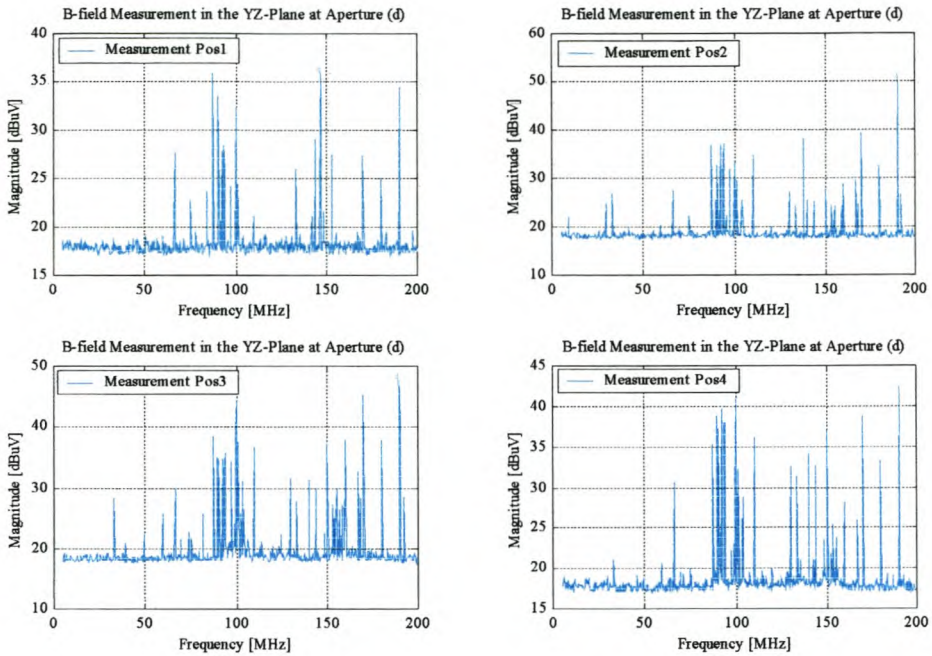 B-field Measurement in the YZ-Plane at Aperture (d)
40
35
30
25
20
15
Magnitude [dBuV]
Measurement Pos1
0
50
100
150
200
Frequency [MHz]
B-field Measurement in the YZ-Plane at Aperture (d)
60
50
40
30
20
10
Magnitude [dBuV]
Measurement Pos2
0
50
100
150
200
Frequency [MHz]
B-field Measurement in the YZ-Plane at Aperture (d)
50
40
30
20
10
Magnitude [dBuV]
Measurement Pos3
0
50
100
150
200
Frequency [MHz]
B-field Measurement in the YZ-Plane at Aperture (d)
45
40
35
30
25
20
15
Magnitude [dBuV]
Measurement Pos4
0
50
100
150
200
Frequency [MHz]